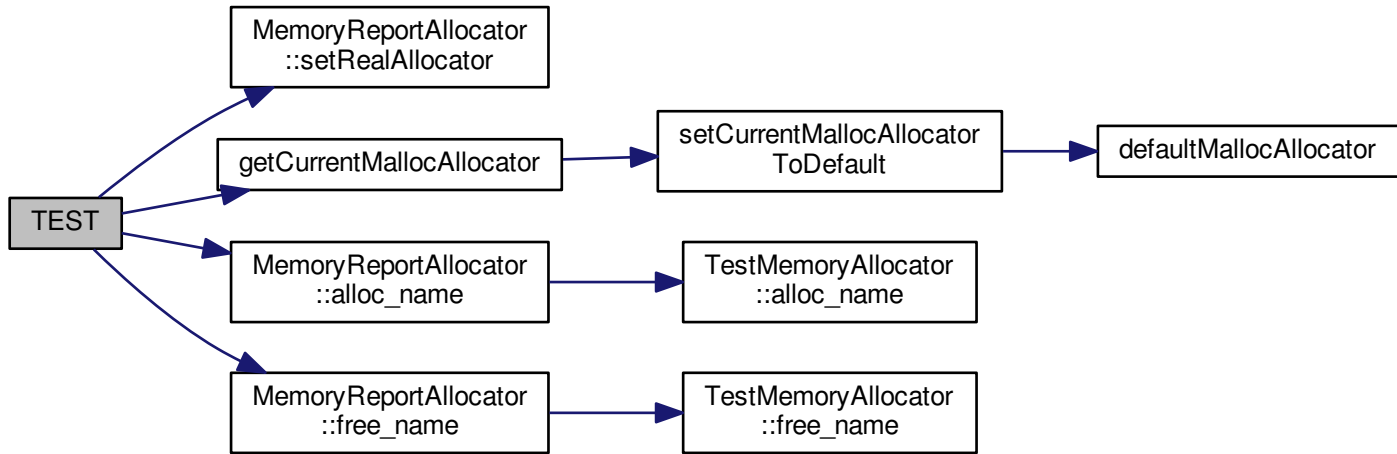 MemoryReportAllocator
::setRealAllocator
getCurrentMallocAllocator
setCurrentMallocAllocator
ToDefault
defaultMallocAllocator
TEST
MemoryReportAllocator
::alloc_name
TestMemoryAllocator
::alloc_name
MemoryReportAllocator
::free_name
TestMemoryAllocator
::free_name